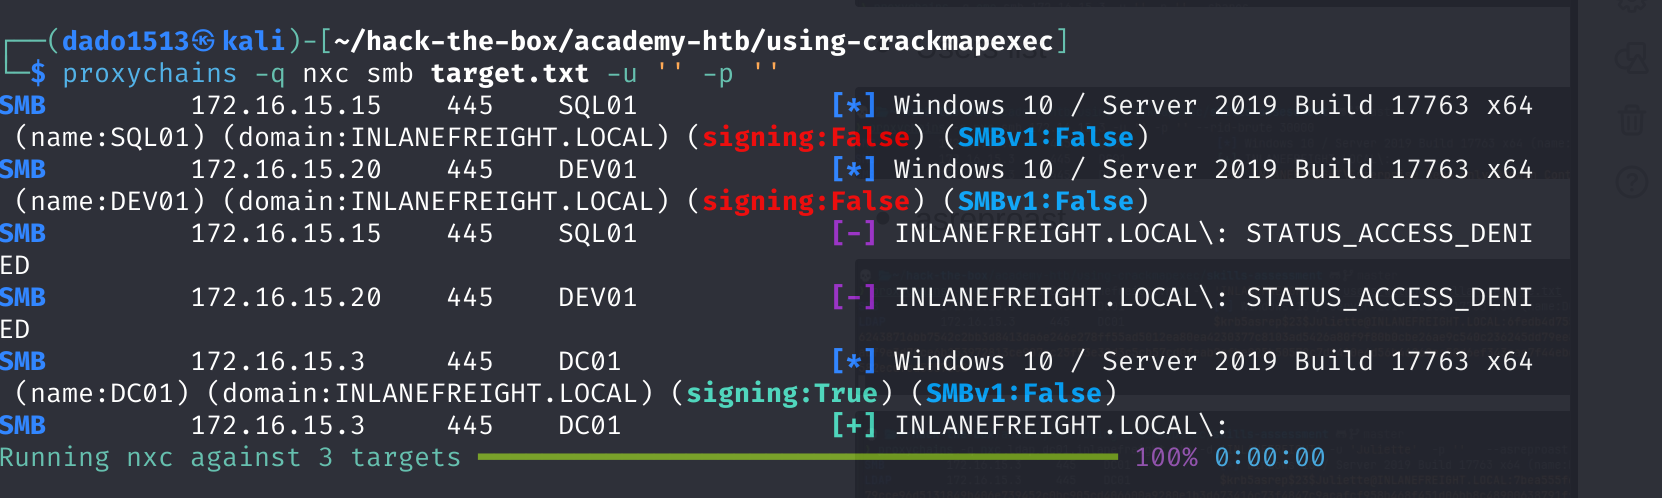 ┌──(dado1513㉿kali)-[~/hack-the-box/academy-htb/using-crackmapexec]
└─$ proxychains -q nxc smb target.txt -u '' -p ''
SMB         172.16.15.15    445    SQL01            [*] Windows 10 / Server 2019 Build 17763 x64
 (name:SQL01) (domain:INLANEFREIGHT.LOCAL) (signing:False) (SMBv1:False)
SMB         172.16.15.20    445    DEV01            [*] Windows 10 / Server 2019 Build 17763 x64
 (name:DEV01) (domain:INLANEFREIGHT.LOCAL) (signing:False) (SMBv1:False)
SMB         172.16.15.15    445    SQL01            [-] INLANEFREIGHT.LOCAL\: STATUS_ACCESS_DENI
ED
SMB         172.16.15.20    445    DEV01            [-] INLANEFREIGHT.LOCAL\: STATUS_ACCESS_DENI
ED
SMB         172.16.15.3     445    DC01             [*] Windows 10 / Server 2019 Build 17763 x64
 (name:DC01) (domain:INLANEFREIGHT.LOCAL) (signing:True) (SMBv1:False)
SMB         172.16.15.3     445    DC01             [+] INLANEFREIGHT.LOCAL\:
Running nxc against 3 targets 100% 0:00:00